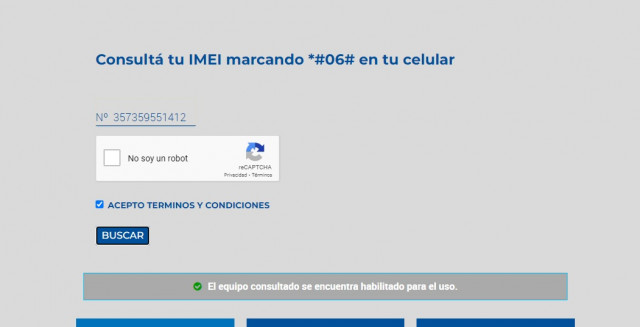 Consultá tu IMEI marcando *#06# en tu celular
Nº 357359551412
No soy un robot
reCAPTCHA
Privacidad - Términos
ACEPTO TERMINOS Y CONDICIONES
BUSCAR
El equipo consultado se encuentra habilitado para el uso.